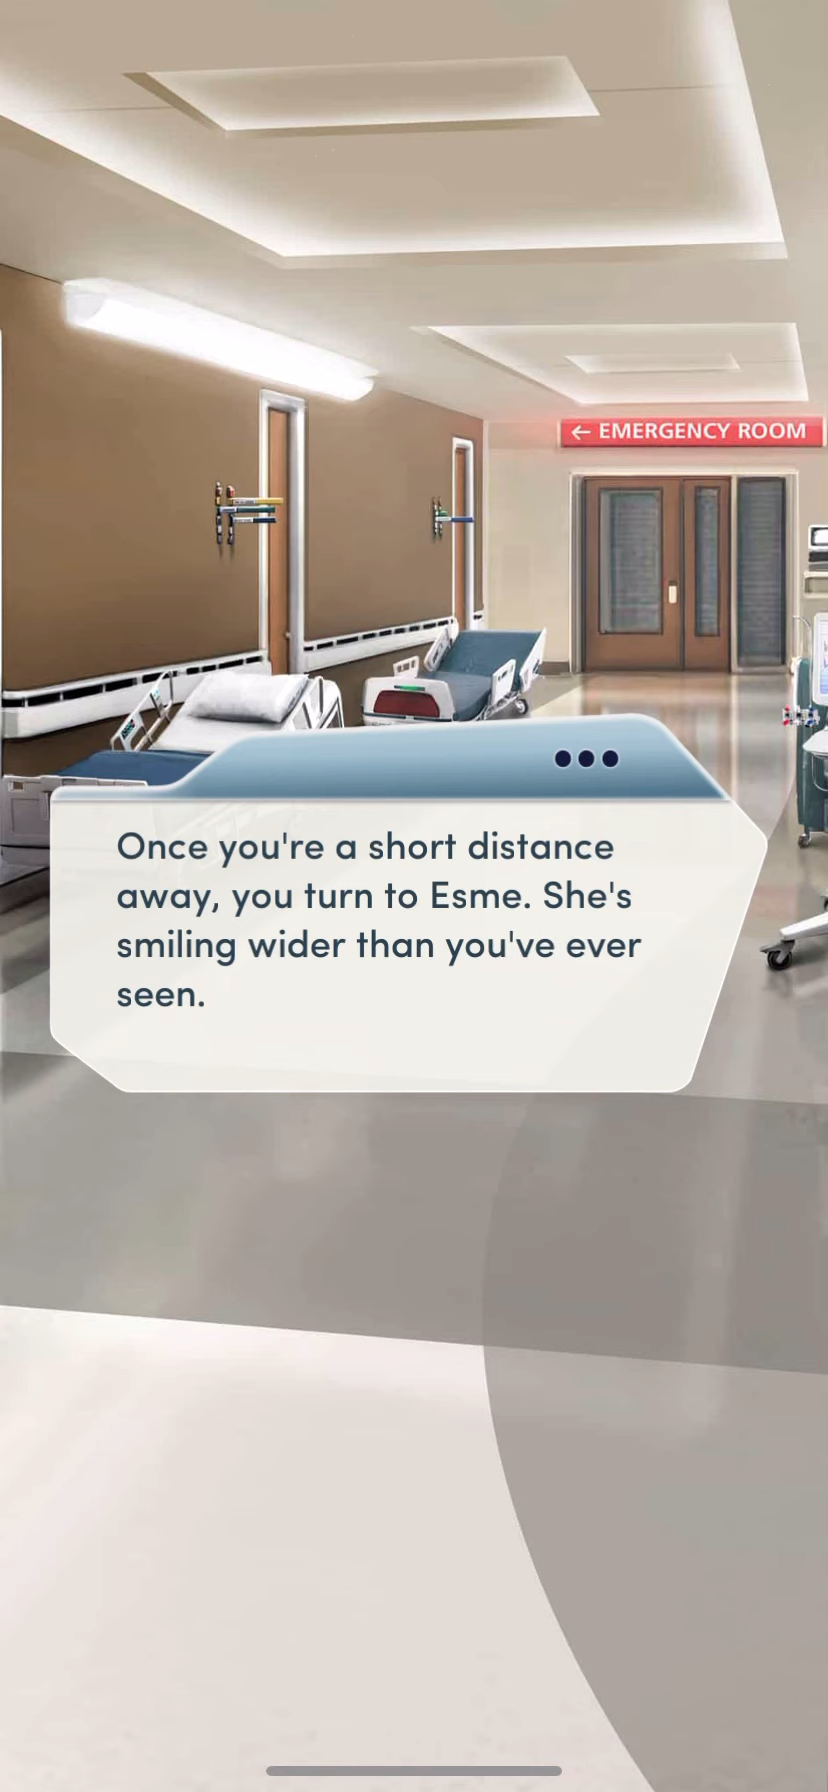 ← EMERGENCY ROOM
Once you're a short distance
away, you turn to Esme. She's
smiling wider than you've ever
seen.